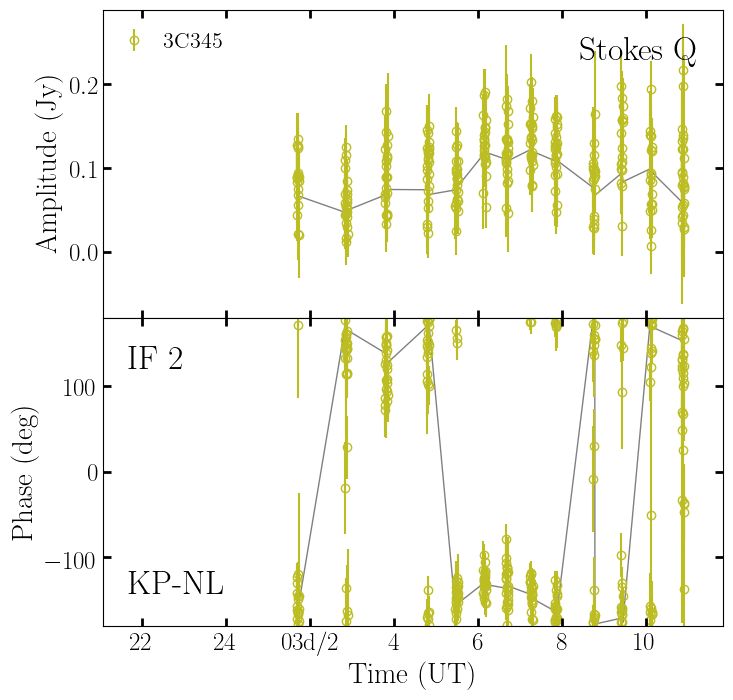 3C345
Stokes Q
0.2
0.1
0.0
Amplitude (Jy)
IF 2
100
0
−100
Phase (deg)
KP-NL
22 24 03d/2 4 6 8 10
Time (UT)